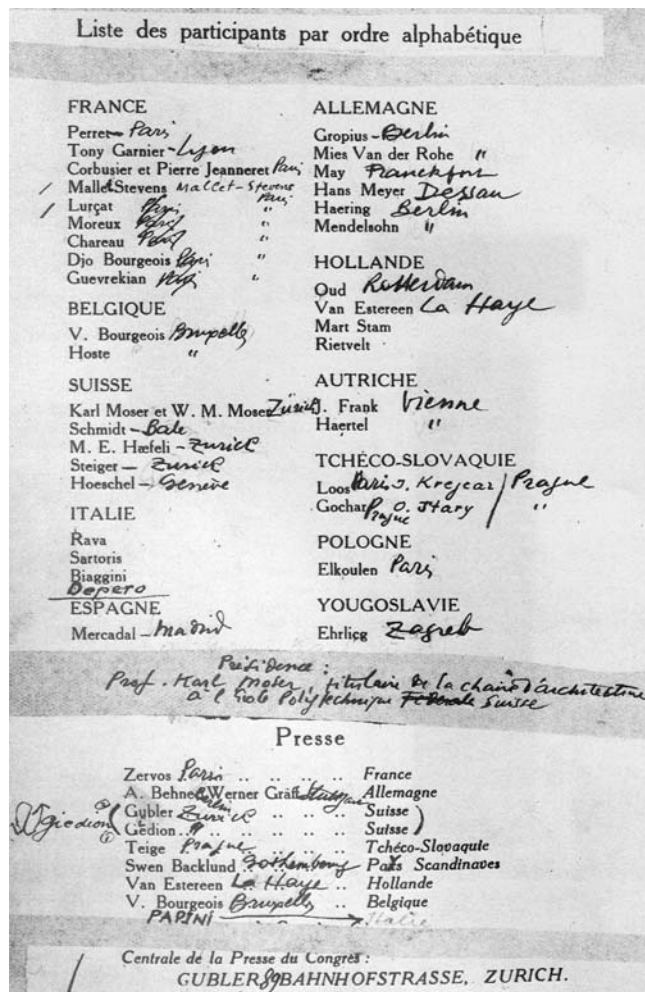 Liste des participants par ordre alphabétique
FRANCE
Perret - Paris
Tony Garnier - Lyon
Corbusier et Pierre Jeanneret Paris
Mallet Stevens Mallet-Stevens Paris
Lurçat Paris "
Moreux Paris "
Chareau Paris "
Djo Bourgeois Paris "
Guevrekian Paris "
BELGIQUE
V. Bourgeois Bruxelles
Hoste "
SUISSE
Karl Moser et W. M. Moser Zürich
Schmidt - Bale
M. E. Hæfeli - Zurich
Steiger - Zurich
Hoeschel - Genève
ITALIE
Rava
Sartoris
Biaggini
Depero
ESPAGNE
Mercadal - Madrid
ALLEMAGNE
Gropius - Berlin
Mies Van der Rohe "
May Franckfort
Hans Meyer Dessau
Haering Berlin
Mendelsohn "
HOLLANDE
Oud Rotterdam
Van Estereen La Haye
Mart Stam
Rietvelt
AUTRICHE
J. Frank Vienne
Haertel "
TCHÉCO-SLOVAQUIE
Loos Paris J. Krejcar / Prague
Gochar Prague O. Stary / "
POLOGNE
Elkoulen Paris
YOUGOSLAVIE
Ehrlicg Zagreb
Présidence :
Prof. Karl Moser, titulaire de la chaire d'architecture
à l'Ecole Polytechnique Féderale Suisse
Presse
Zervos Paris .. .. .. .. France
A. Behne Berlin Werner Gräff Stuttgart Allemagne
Gubler Zurich .. .. .. Suisse
Dr Giedion Gedion .. " .. .. .. Suisse
Teige Prague .. .. .. Tchéco-Slovaquie
Swen Backlund Gothembourg Pays Scandinaves
Van Estereen La Haye .. Hollande
V. Bourgeois Bruxelles .. Belgique
PAPINI Italie
Centrale de la Presse du Congrès :
GUBLER 89 BAHNHOFSTRASSE, ZURICH.